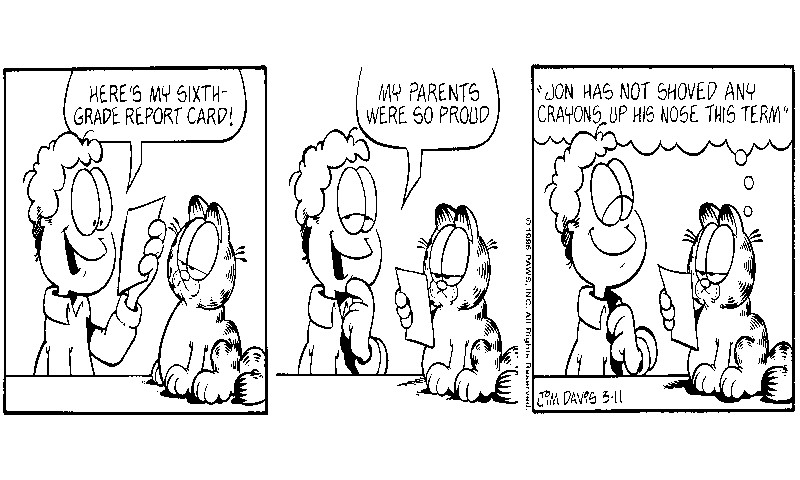 HERE'S MY SIXTH-
GRADE REPORT CARD!
MY PARENTS
WERE SO PROUD
"JON HAS NOT SHOVED ANY
CRAYONS UP HIS NOSE THIS TERM"
© 1996 PAWS, INC. All Rights Reserved.
JIM DAVIS 3-11